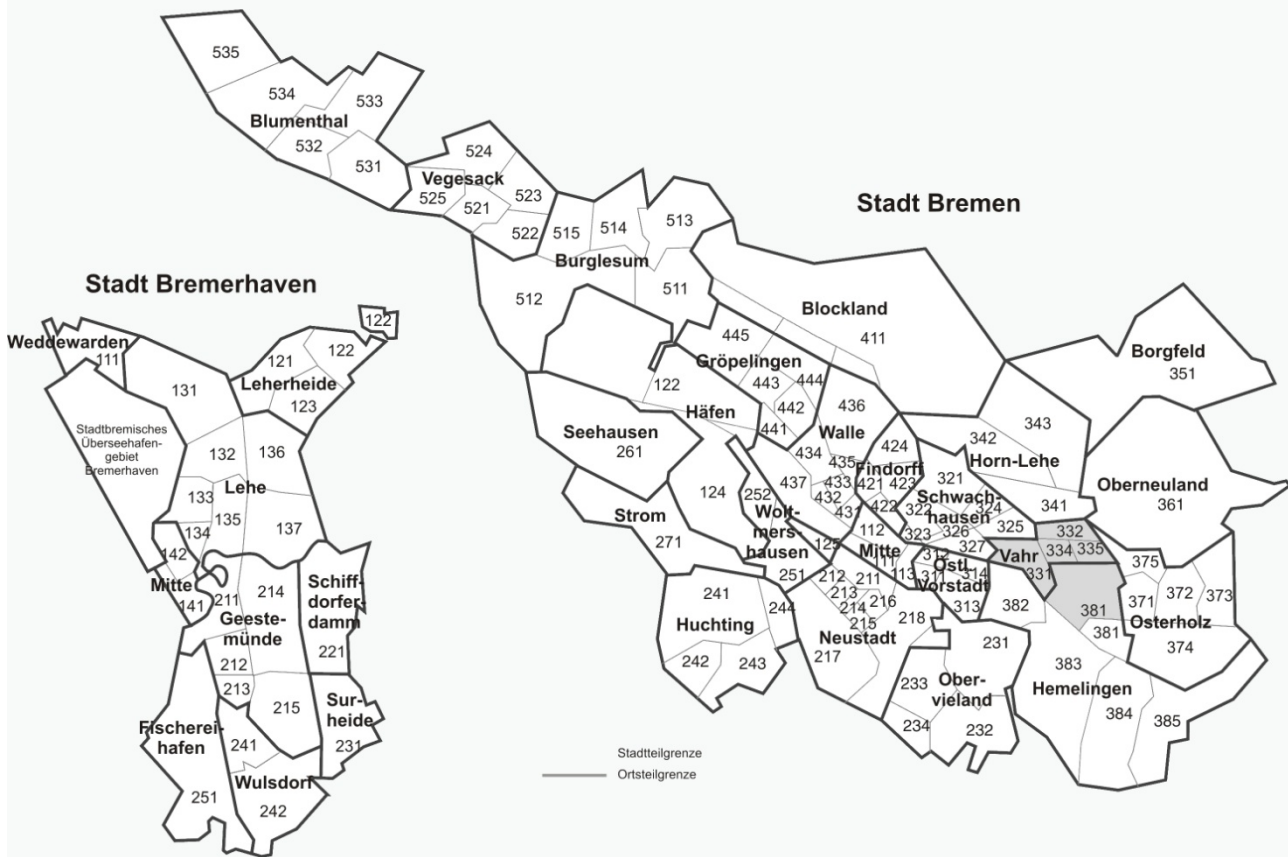 535
534
533
Blumenthal
532
531
524
Vegesack
525
521
523
522
515
514
513
Burglesum
512
511
Stadt Bremen
Stadt Bremerhaven
Weddewarden
111
122
121
122
Leherheide
123
131
Stadtbremisches
Überseehafen-
gebiet
Bremerhaven
132
136
Lehe
133
135
134
137
142
Mitte
141
211
214
Geeste-
münde
Schiff-
dorfer-
damm
221
212
213
215
Sur-
heide
231
Fischerei-
hafen
251
241
Wulsdorf
242
Blockland
411
Borgfeld
351
445
Gröpelingen
443
444
442
441
122
Häfen
436
Walle
434
435
437
433
432
431
Seehausen
261
124
252
Wolt-
mers-
hausen
125
251
Strom
271
424
Findorff
421
423
422
112
Mitte
111
113
321
Schwach-
hausen
322
324
323
326
325
327
342
343
Horn-Lehe
341
Oberneuland
361
332
Vahr
334
335
331
312
Östl.
Vorstadt
311
314
313
375
371
372
373
Osterholz
374
381
381
382
383
Hemelingen
384
385
241
244
Huchting
242
243
212
211
213
214
216
215
218
Neustadt
217
231
233
Ober-
vieland
234
232
Stadtteilgrenze
Ortsteilgrenze